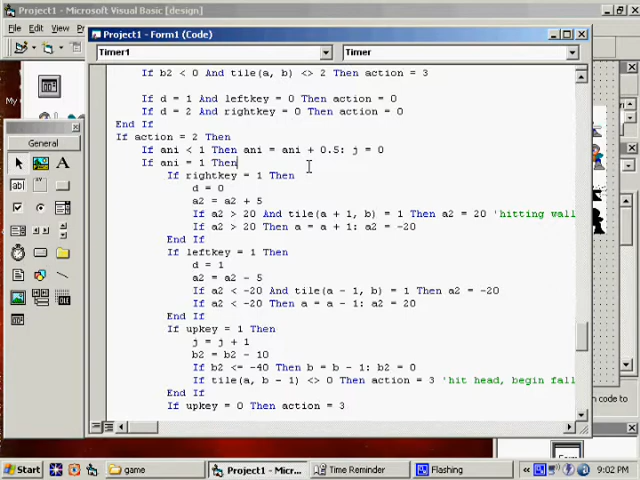 Project1 - Microsoft Visual Basic [design]
File
Edit
View
Project1 - Form1 (Code)
Timer1
Timer
If b2 < 0 And tile(a, b) <> 2 Then action = 3
If d = 1 And leftkey = 0 Then action = 0
If d = 2 And rightkey = 0 Then action = 0
End If
If action = 2 Then
If ani < 1 Then ani = ani + 0.5: j = 0
If ani = 1 Then
If rightkey = 1 Then
d = 0
a2 = a2 + 5
If a2 > 20 And tile(a + 1, b) = 1 Then a2 = 20 'hitting wall
If a2 > 20 Then a = a + 1: a2 = -20
End If
If leftkey = 1 Then
d = 1
a2 = a2 - 5
If a2 < -20 And tile(a - 1, b) = 1 Then a2 = -20
If a2 < -20 Then a = a - 1: a2 = 20
End If
If upkey = 1 Then
j = j + 1
b2 = b2 - 10
If b2 <= -40 Then b = b - 1: b2 = 0
If tile(a, b - 1) <> 0 Then action = 3 'hit head, begin fall
End If
If upkey = 0 Then action = 3
General
A
ab|
OLE
My
code to
Form
Start
game
Project1 - Micr...
Time Reminder
Flashing
9:02 PM